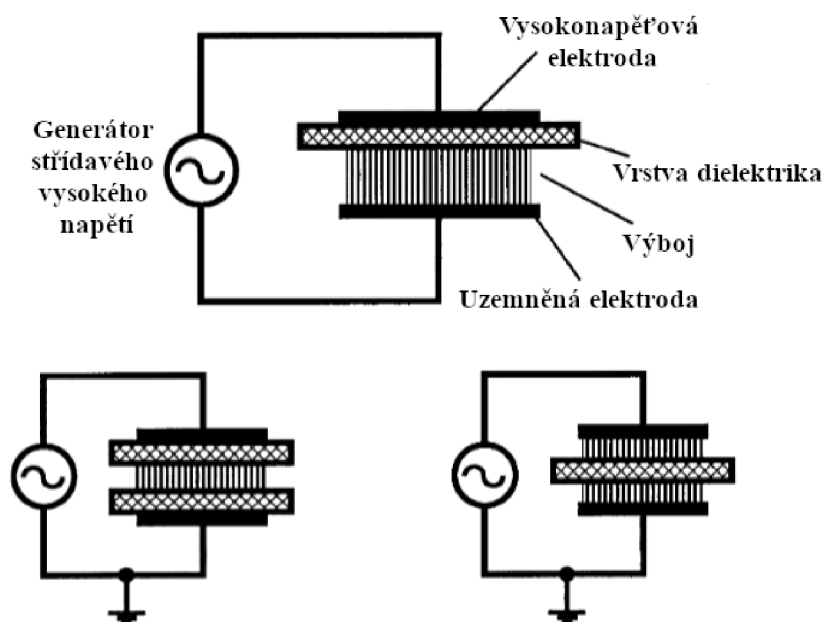 Vysokonapěťová
elektroda
Generátor
střídavého
vysokého
napětí
Vrstva dielektrika
Výboj
Uzemněná elektroda